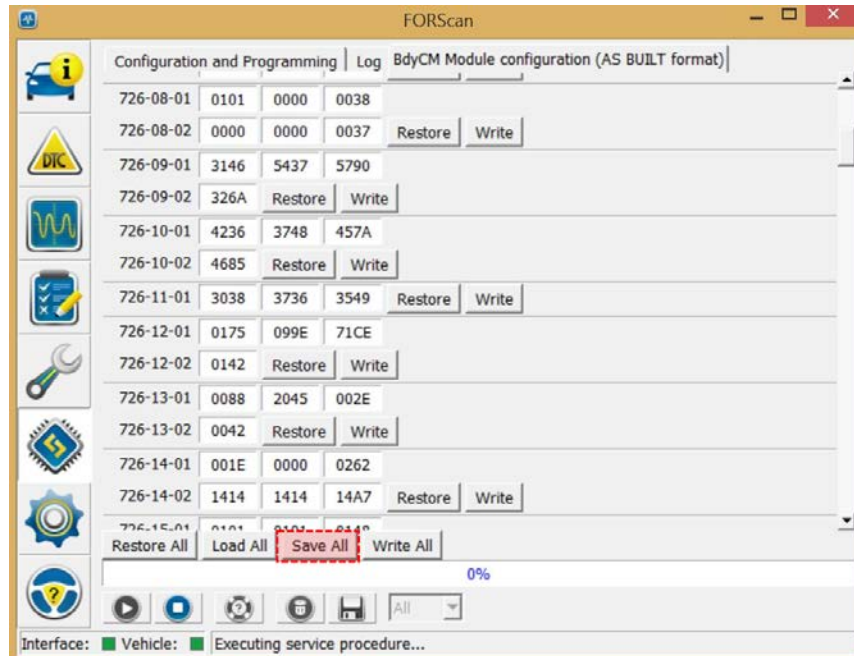 FORScan
Configuration and Programming Log BdyCM Module configuration (AS BUILT format)
726-08-01 0101 0000 0038
726-08-02 0000 0000 0037 Restore Write
726-09-01 3146 5437 5790
726-09-02 326A Restore Write
726-10-01 4236 3748 457A
726-10-02 4685 Restore Write
726-11-01 3038 3736 3549 Restore Write
726-12-01 0175 099E 71CE
726-12-02 0142 Restore Write
726-13-01 0088 2045 002E
726-13-02 0042 Restore Write
726-14-01 001E 0000 0262
726-14-02 1414 1414 14A7 Restore Write
726-15-01
Restore All Load All Save All Write All
0%
All
Interface: Vehicle: Executing service procedure...
i
DTC
?